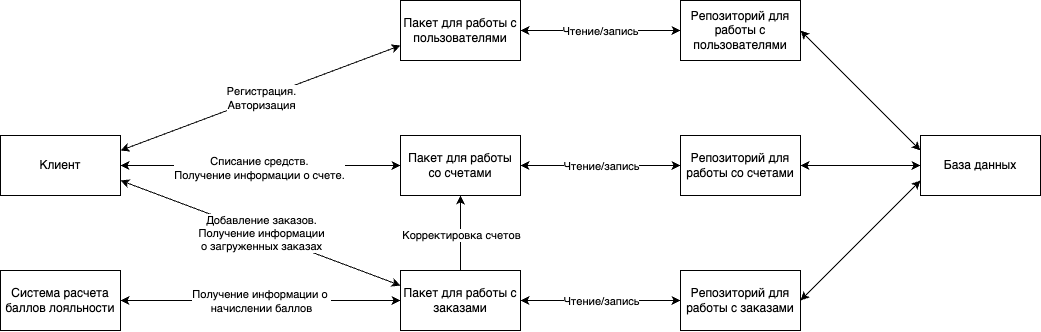 Пакет для работы с
пользователями
Чтение/запись
Репозиторий для
работы с
пользователями
Регистрация.
Авторизация
Клиент
Списание средств.
Получение информации о счете.
Пакет для работы
со счетами
Чтение/запись
Репозиторий для
работы со счетами
База данных
Добавление заказов.
Получение информации
о загруженных заказах
Корректировка счетов
Система расчета
баллов лояльности
Получение информации о
начислении баллов
Пакет для работы с
заказами
Чтение/запись
Репозиторий для
работы с заказами